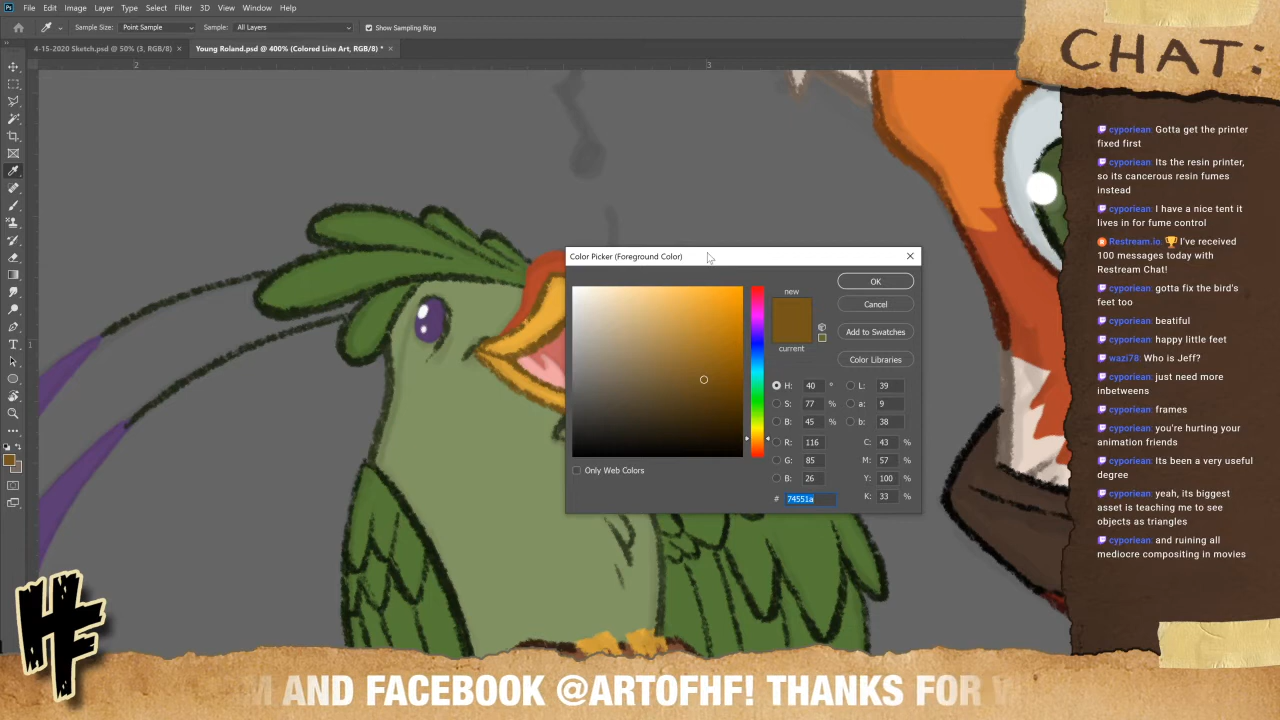 File Edit Image Layer Type Select Filter 3D View Window Help
Sample Size: Point Sample Sample: All Layers Show Sampling Ring
4-15-2020 Sketch.psd @ 50% (3, RGB/8) × Young Roland.psd @ 400% (Colored Line Art, RGB/8) * ×
2 3
1
CHAT:
cyporiean: Gotta get the printer
fixed first
cyporiean: Its the resin printer,
so its cancerous resin fumes
instead
cyporiean: I have a nice tent it
lives in for fume control
Restream.io: 🏆 I've received
100 messages today with
Restream Chat!
cyporiean: gotta fix the bird's
feet too
cyporiean: beatiful
cyporiean: happy little feet
wazi78: Who is Jeff?
cyporiean: just need more
inbetweens
cyporiean: frames
cyporiean: you're hurting your
animation friends
cyporiean: Its been a very useful
degree
cyporiean: yeah, its biggest
asset is teaching me to see
objects as triangles
cyporiean: and ruining all
mediocre compositing in movies
Color Picker (Foreground Color)
new
current
OK
Cancel
Add to Swatches
Color Libraries
H: 40 ° L: 39
S: 77 % a: 9
B: 45 % b: 38
R: 116 C: 43 %
G: 85 M: 57 %
B: 26 Y: 100 %
# 74551a K: 33 %
Only Web Colors
HF
M AND FACEBOOK @ARTOFHF! THANKS FOR W